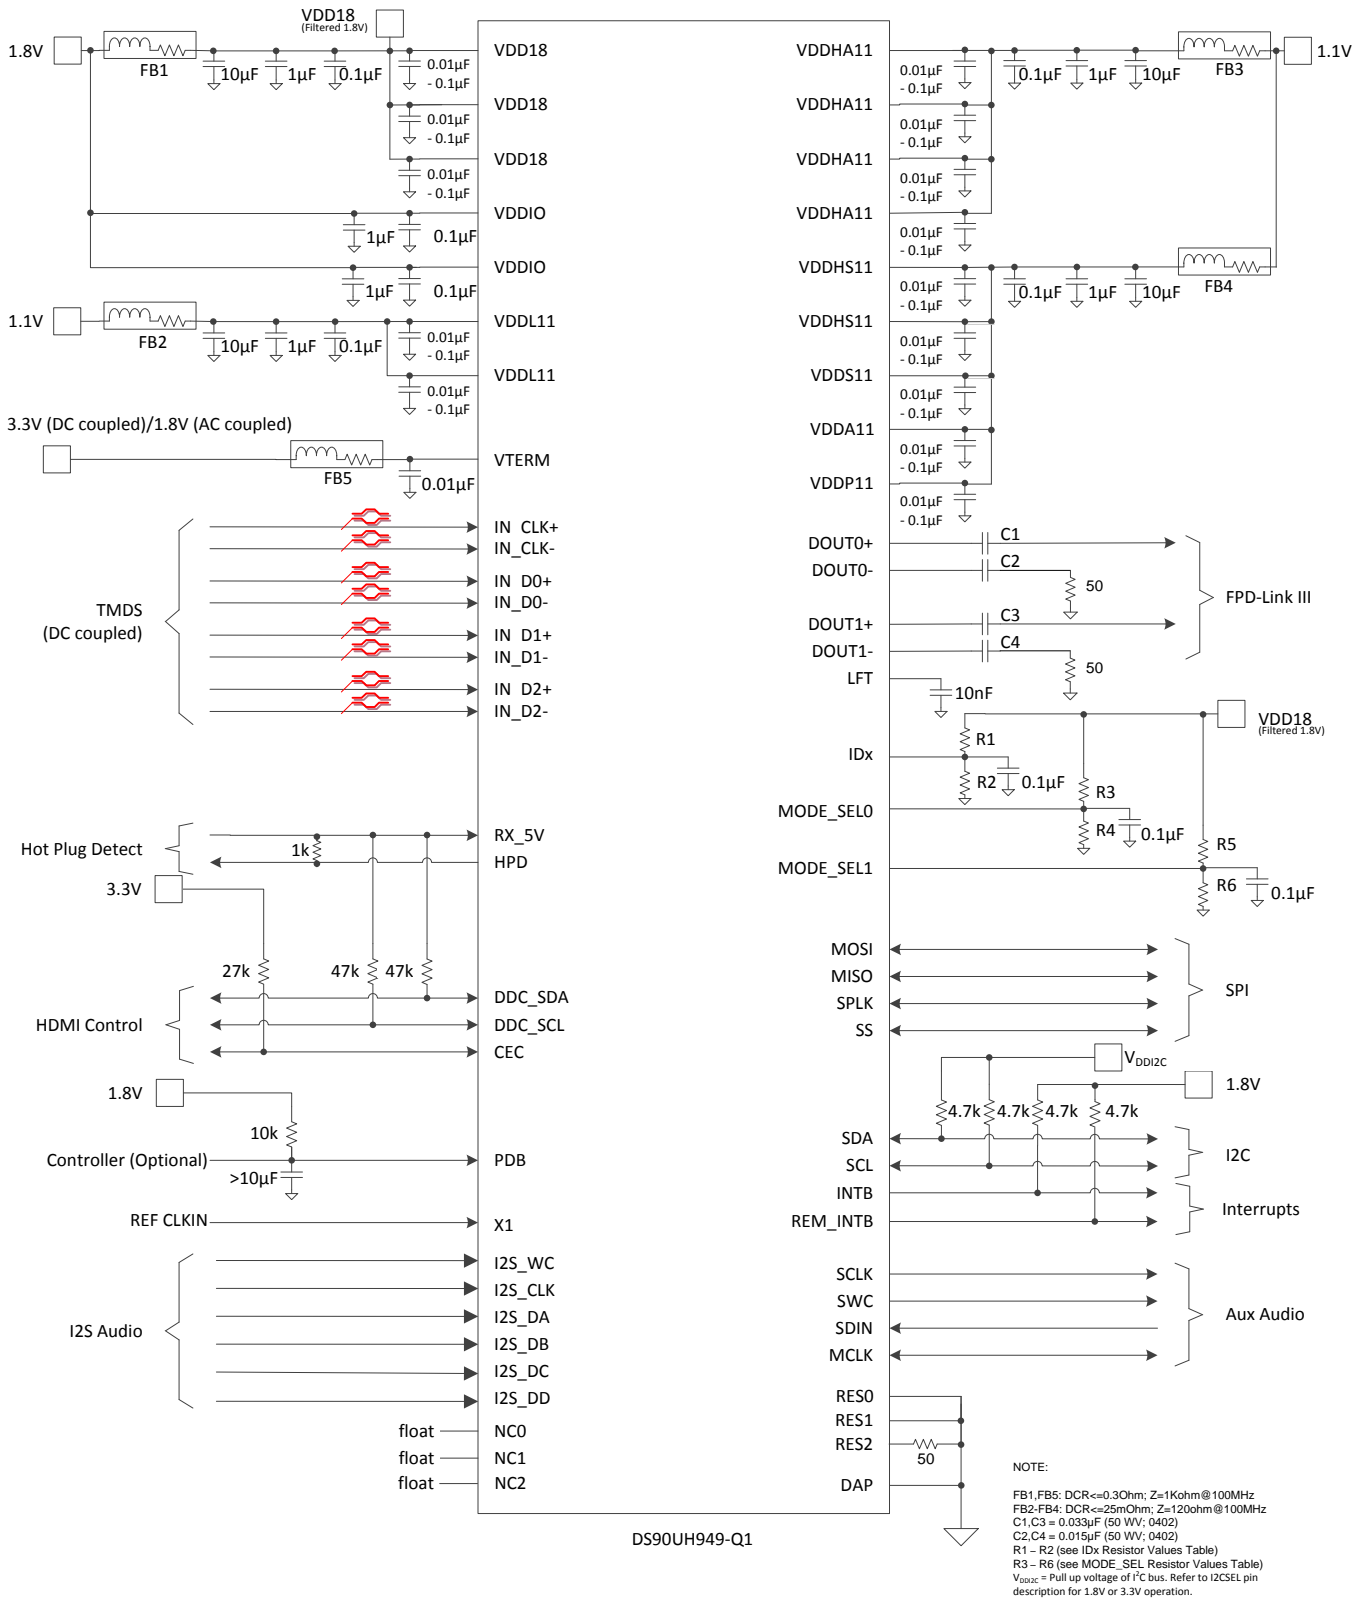 VDD18
(Filtered 1.8V)
1.8V
FB1
10µF
1µF
0.1µF
0.01µF
- 0.1µF
VDD18
0.01µF
- 0.1µF
VDD18
0.01µF
- 0.1µF
VDD18
1µF
0.1µF
VDDIO
1µF
0.1µF
VDDIO
1.1V
FB2
10µF
1µF
0.1µF
0.01µF
- 0.1µF
VDDL11
0.01µF
- 0.1µF
VDDL11
3.3V (DC coupled)/1.8V (AC coupled)
FB5
0.01µF
VTERM
TMDS
(DC coupled)
IN CLK+
IN_CLK-
IN D0+
IN_D0-
IN D1+
IN_D1-
IN D2+
IN_D2-
Hot Plug Detect
1k
RX_5V
HPD
3.3V
27k
47k
47k
HDMI Control
DDC_SDA
DDC_SCL
CEC
1.8V
10k
Controller (Optional)
>10µF
PDB
REF CLKIN
X1
I2S Audio
I2S_WC
I2S_CLK
I2S_DA
I2S_DB
I2S_DC
I2S_DD
float
NC0
float
NC1
float
NC2
VDDHA11
0.01µF
- 0.1µF
0.1µF
1µF
10µF
FB3
1.1V
VDDHA11
0.01µF
- 0.1µF
VDDHA11
0.01µF
- 0.1µF
VDDHA11
0.01µF
- 0.1µF
VDDHS11
0.01µF
- 0.1µF
0.1µF
1µF
10µF
FB4
VDDHS11
0.01µF
- 0.1µF
VDDS11
0.01µF
- 0.1µF
VDDA11
0.01µF
- 0.1µF
VDDP11
0.01µF
- 0.1µF
DOUT0+
C1
DOUT0-
C2
50
DOUT1+
C3
DOUT1-
C4
50
FPD-Link III
LFT
10nF
VDD18
(Filtered 1.8V)
IDx
R1
R2
0.1µF
MODE_SEL0
R3
R4
0.1µF
MODE_SEL1
R5
R6
0.1µF
MOSI
MISO
SPLK
SS
SPI
VDDI2C
1.8V
4.7k
4.7k
4.7k
4.7k
SDA
SCL
I2C
INTB
REM_INTB
Interrupts
SCLK
SWC
SDIN
MCLK
Aux Audio
RES0
RES1
RES2
50
DAP
DS90UH949-Q1
NOTE:
FB1,FB5: DCR<=0.3Ohm; Z=1Kohm@100MHz
FB2-FB4: DCR<=25mOhm; Z=120ohm@100MHz
C1,C3 = 0.033µF (50 WV; 0402)
C2,C4 = 0.015µF (50 WV; 0402)
R1 – R2 (see IDx Resistor Values Table)
R3 – R6 (see MODE_SEL Resistor Values Table)
VDDI2C = Pull up voltage of I²C bus. Refer to I2CSEL pin
description for 1.8V or 3.3V operation.